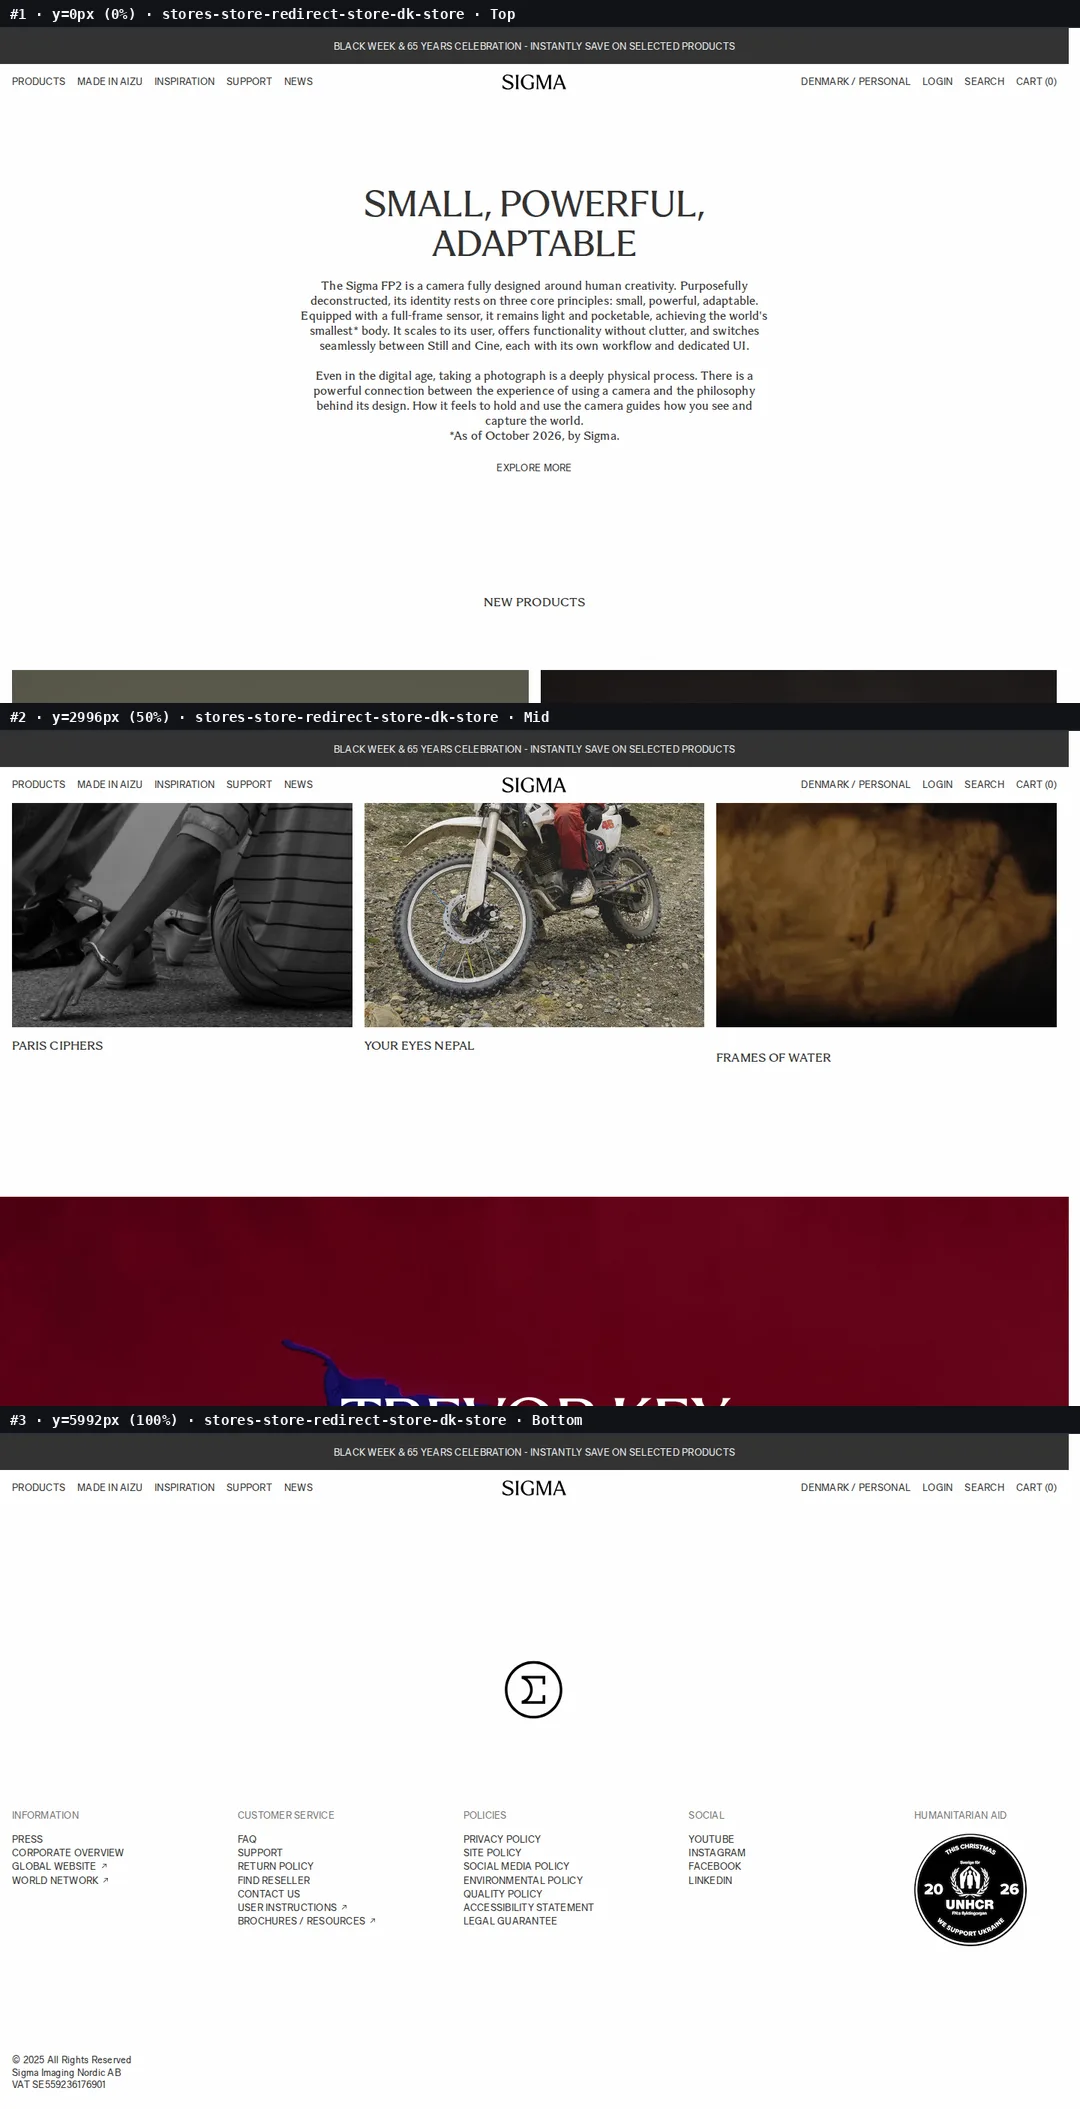 #1 · y=0px (0%) · stores-store-redirect-store-dk-store · Top
BLACK WEEK & 65 YEARS CELEBRATION - INSTANTLY SAVE ON SELECTED PRODUCTS
PRODUCTS MADE IN AIZU INSPIRATION SUPPORT NEWS SIGMA DENMARK / PERSONAL LOGIN SEARCH CART (0)
SMALL, POWERFUL,
ADAPTABLE
The Sigma FP2 is a camera fully designed around human creativity. Purposefully
deconstructed, its identity rests on three core principles: small, powerful, adaptable.
Equipped with a full-frame sensor, it remains light and pocketable, achieving the world's
smallest* body. It scales to its user, offers functionality without clutter, and switches
seamlessly between Still and Cine, each with its own workflow and dedicated UI.
Even in the digital age, taking a photograph is a deeply physical process. There is a
powerful connection between the experience of using a camera and the philosophy
behind its design. How it feels to hold and use the camera guides how you see and
capture the world.
*As of October 2026, by Sigma.
EXPLORE MORE
NEW PRODUCTS
#2 · y=2996px (50%) · stores-store-redirect-store-dk-store · Mid
BLACK WEEK & 65 YEARS CELEBRATION - INSTANTLY SAVE ON SELECTED PRODUCTS
PRODUCTS MADE IN AIZU INSPIRATION SUPPORT NEWS SIGMA DENMARK / PERSONAL LOGIN SEARCH CART (0)
PARIS CIPHERS
YOUR EYES NEPAL
FRAMES OF WATER
TREVOR KEY
#3 · y=5992px (100%) · stores-store-redirect-store-dk-store · Bottom
BLACK WEEK & 65 YEARS CELEBRATION - INSTANTLY SAVE ON SELECTED PRODUCTS
PRODUCTS MADE IN AIZU INSPIRATION SUPPORT NEWS SIGMA DENMARK / PERSONAL LOGIN SEARCH CART (0)
Σ
INFORMATION
PRESS
CORPORATE OVERVIEW
GLOBAL WEBSITE ↗
WORLD NETWORK ↗
CUSTOMER SERVICE
FAQ
SUPPORT
RETURN POLICY
FIND RESELLER
CONTACT US
USER INSTRUCTIONS ↗
BROCHURES / RESOURCES ↗
POLICIES
PRIVACY POLICY
SITE POLICY
SOCIAL MEDIA POLICY
ENVIRONMENTAL POLICY
QUALITY POLICY
ACCESSIBILITY STATEMENT
LEGAL GUARANTEE
SOCIAL
YOUTUBE
INSTAGRAM
FACEBOOK
LINKEDIN
HUMANITARIAN AID
THIS CHRISTMAS
Sverige för
20 26
UNHCR
WE SUPPORT UKRAINE
© 2025 All Rights Reserved
Sigma Imaging Nordic AB
VAT SE559236176901